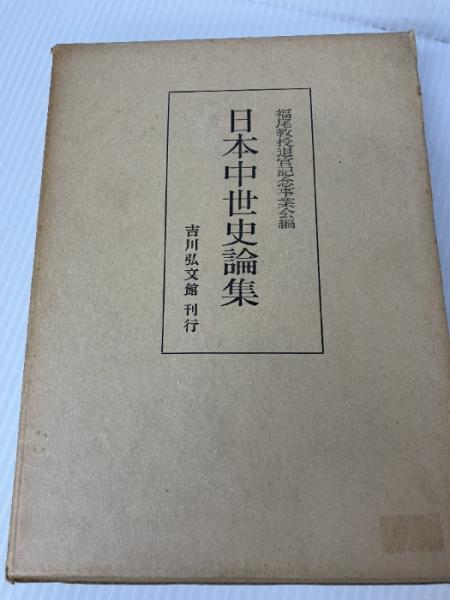 福尾教授退官記念事業会編
日本中世史論集
吉川弘文館 刊行